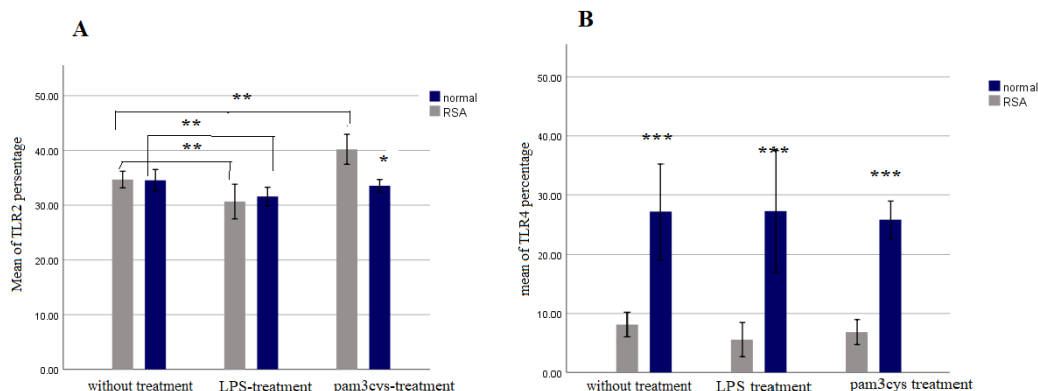 A
Mean of TLR2 persentage
50.00
40.00
30.00
20.00
10.00
0.00
**
**
**
*
normal
RSA
without treatment
LPS-treatment
pam3cys-treatment
B
mean of TLR4 percentage
50.00
40.00
30.00
20.00
10.00
0.00
***
***
***
normal
RSA
without treatment
LPS treatment
pam3cys treatment